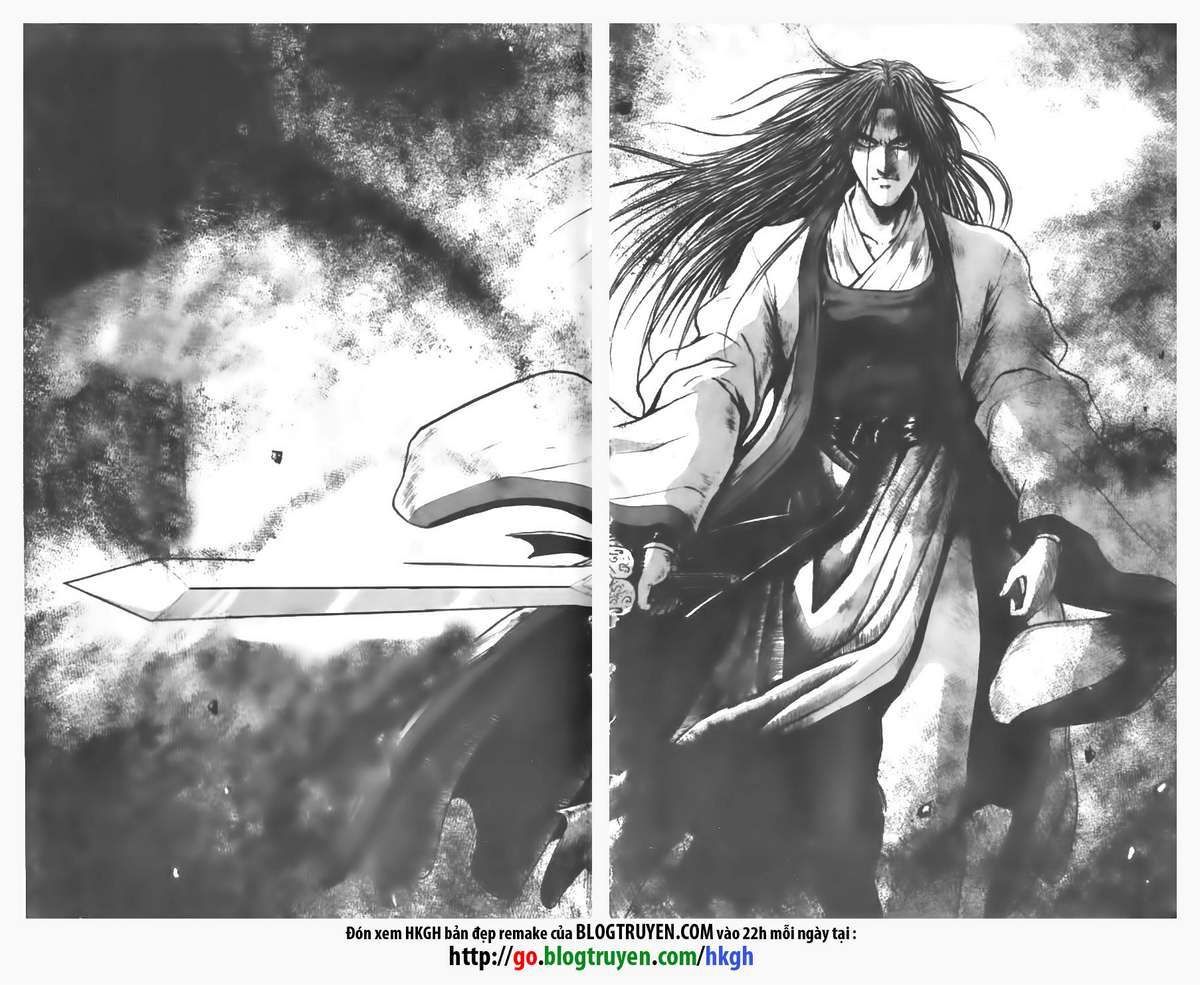 Đón xem HKGH bản đẹp remake của BLOGTRUYEN.COM vào 22h mỗi ngày tại :
http://go.blogtruyen.com/hkgh